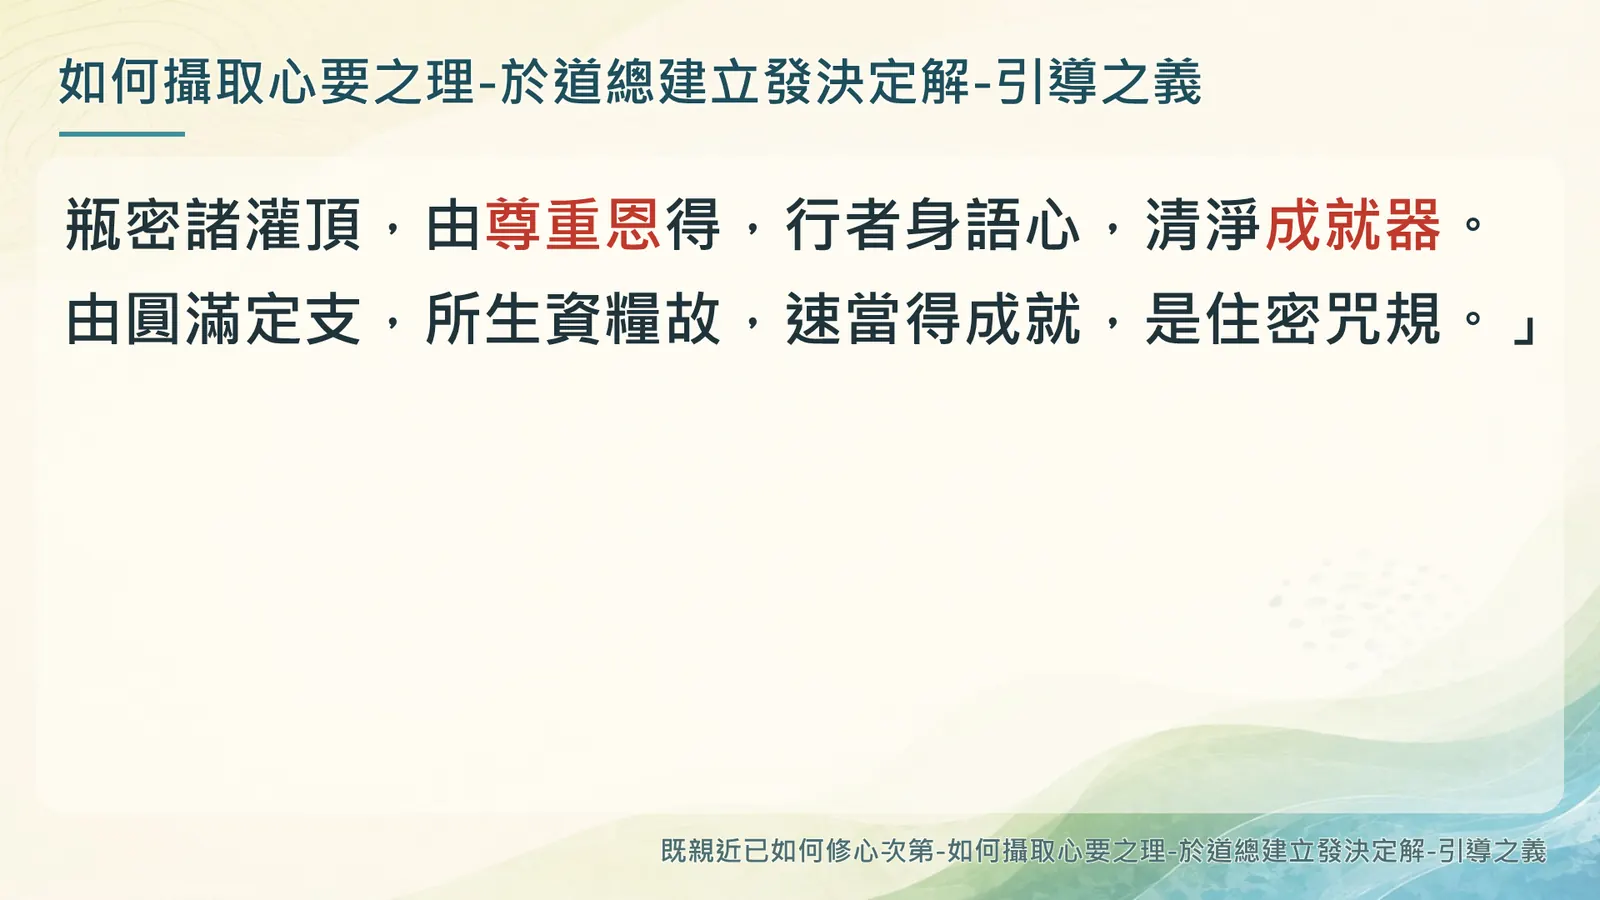 如何攝取心要之理-於道總建立發決定解-引導之義
瓶密諸灌頂，由尊重恩得，行者身語心，清淨成就器。
由圓滿定支，所生資糧故，速當得成就，是住密咒規。」
既親近已如何修心次第-如何攝取心要之理-於道總建立發決定解-引導之義